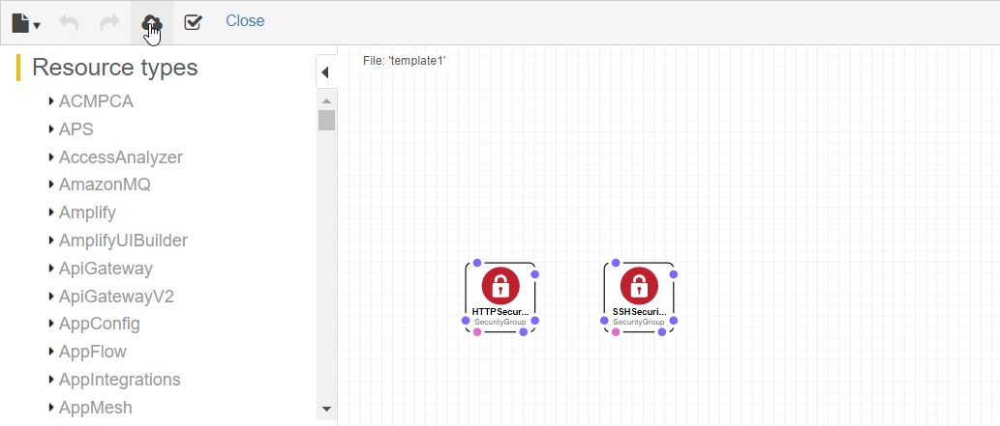 Close
Resource types
ACMPCA
APS
AccessAnalyzer
AmazonMQ
Amplify
AmplifyUIBuilder
ApiGateway
ApiGatewayV2
AppConfig
AppFlow
AppIntegrations
AppMesh
File: 'template1'
HTTPSecur...
SecurityGroup
SSHSecuri...
SecurityGroup